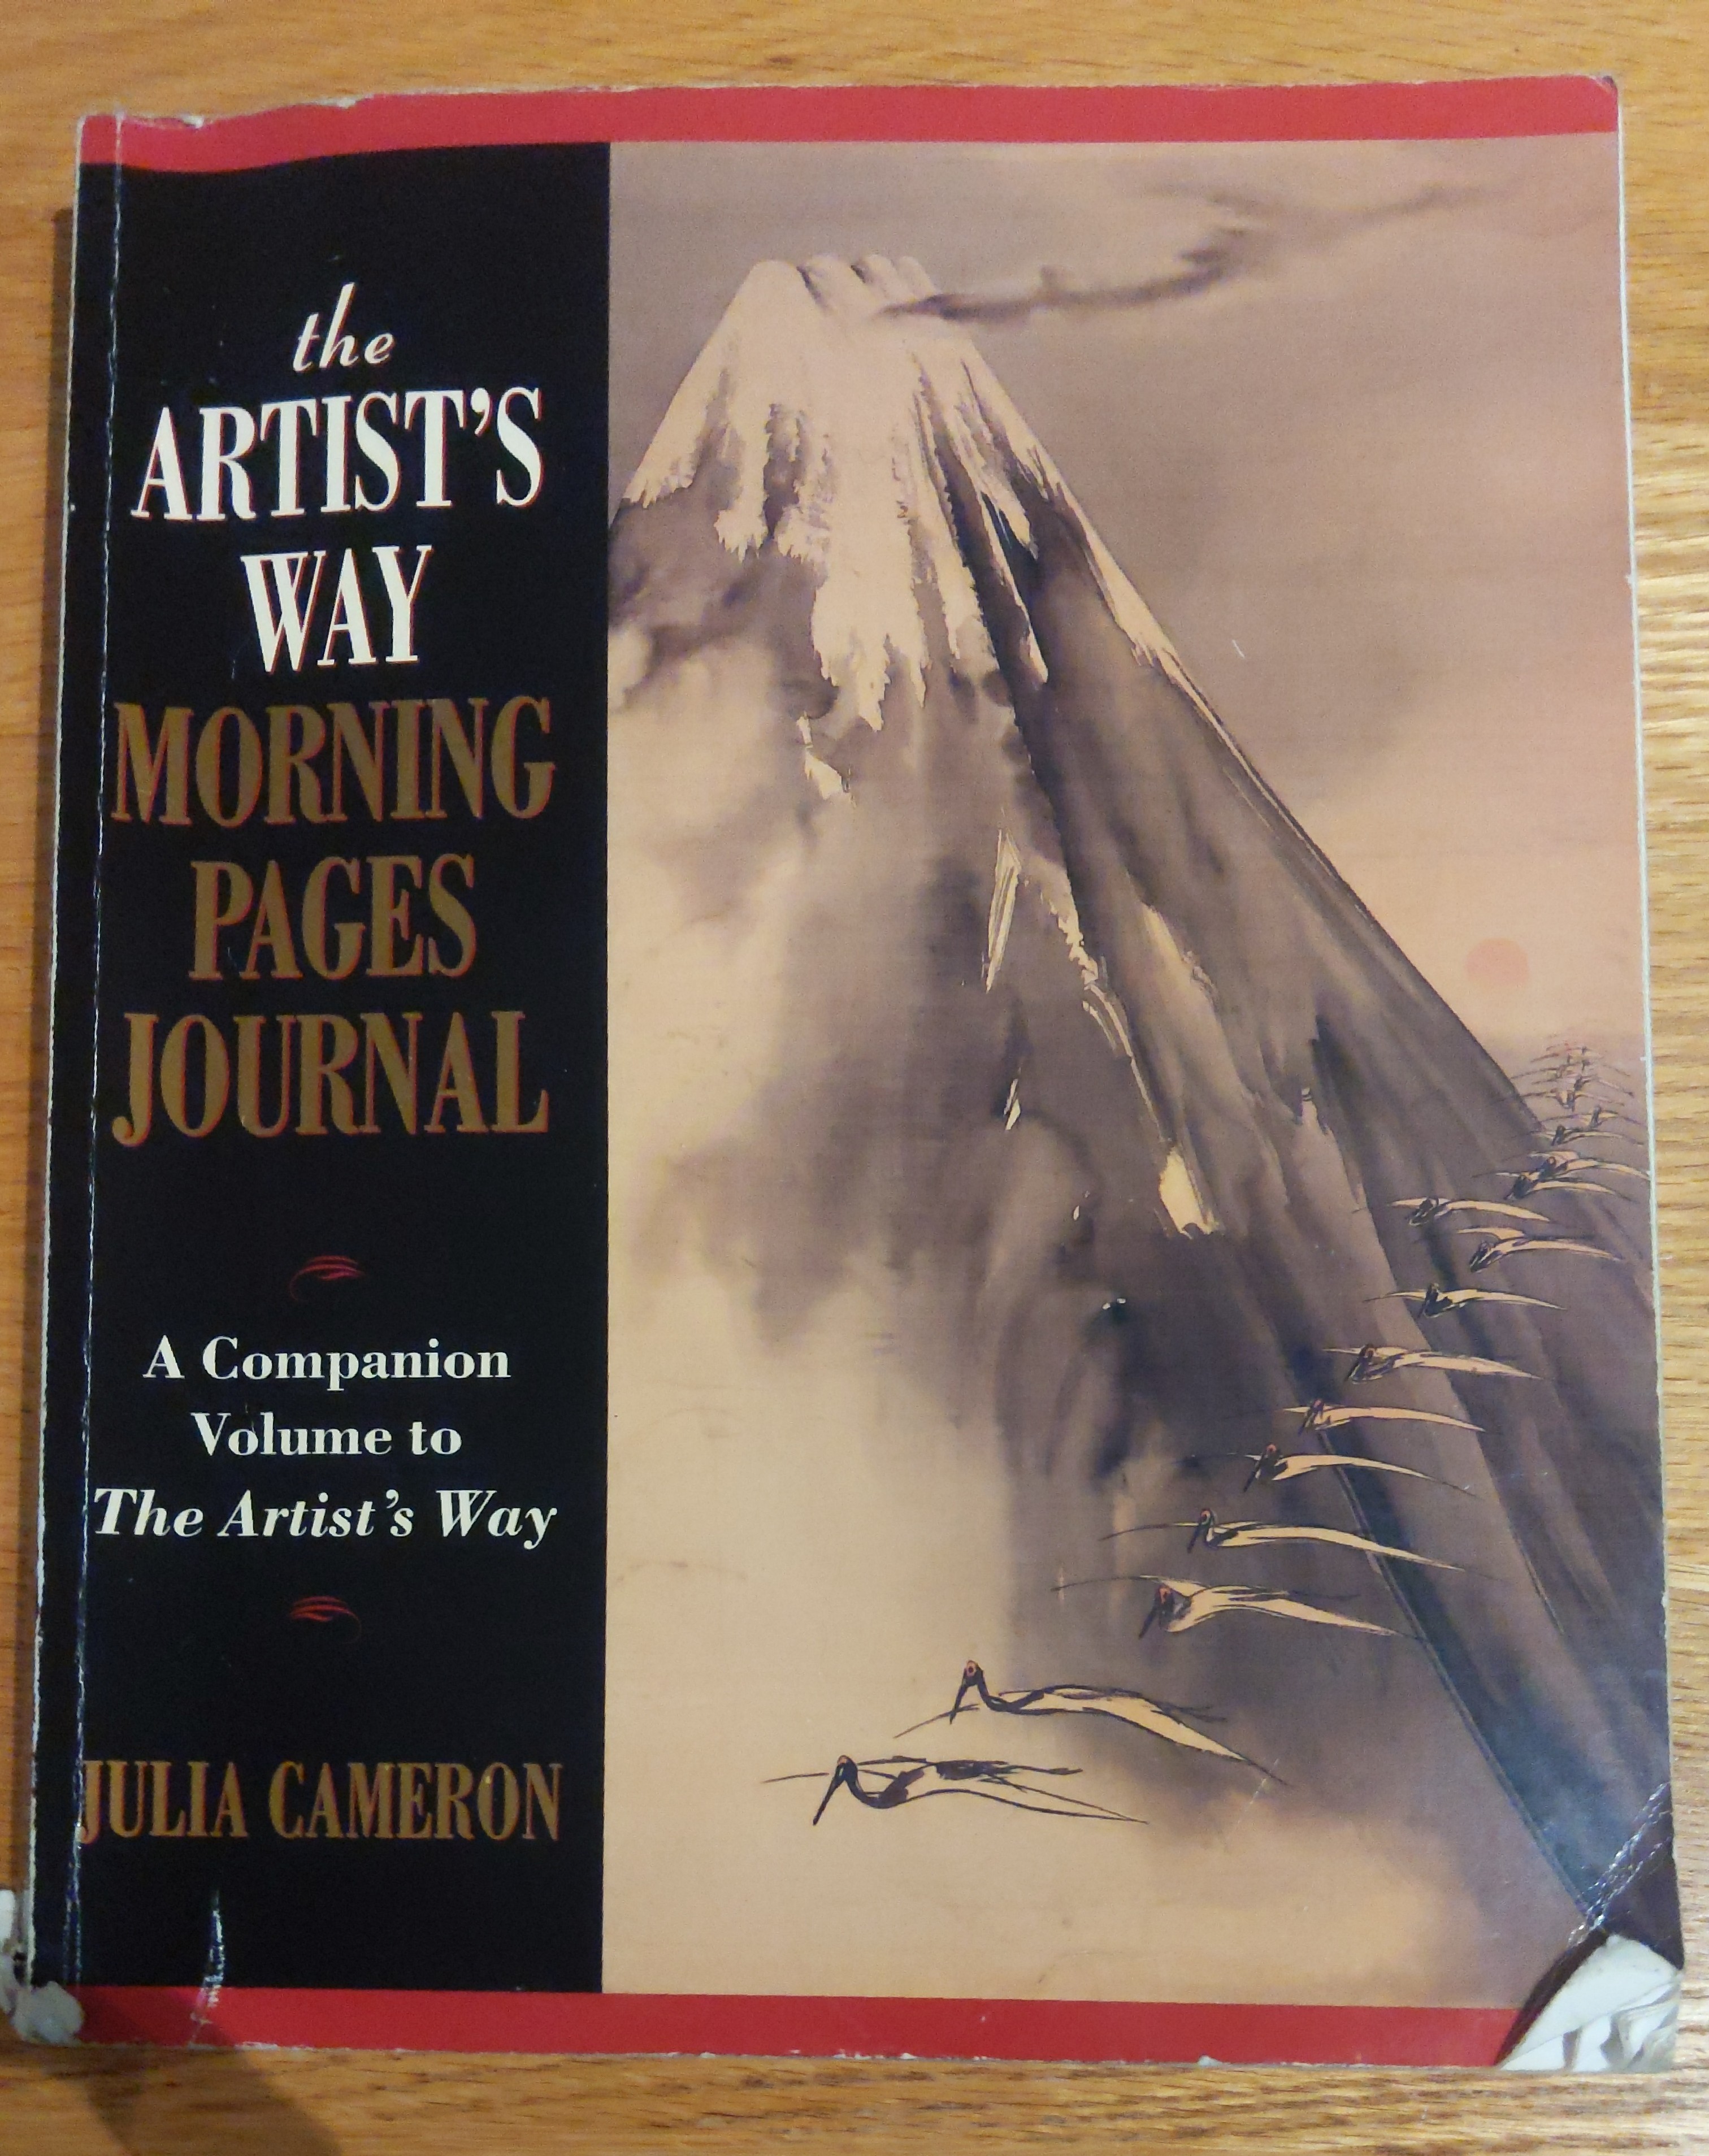 the
ARTIST'S
WAY
MORNING
PAGES
JOURNAL
A Companion
Volume to
The Artist's Way
JULIA CAMERON